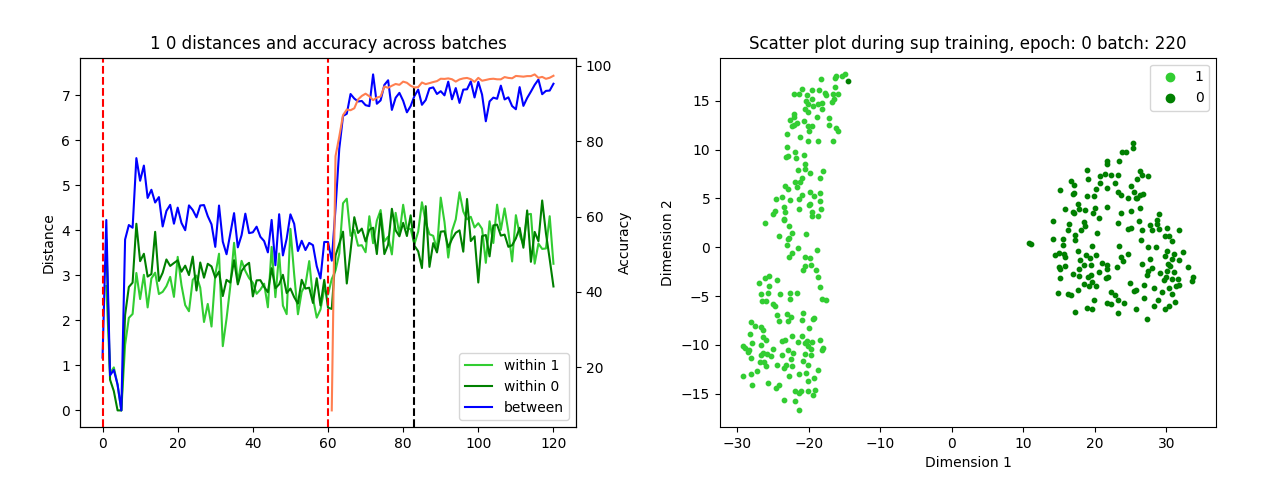 1 0 distances and accuracy across batches
Distance
7
6
5
4
3
2
1
0
100
80
60
40
20
Accuracy
within 1
within 0
between
0 20 40 60 80 100 120
Scatter plot during sup training, epoch: 0 batch: 220
Dimension 2
15
10
5
0
−5
−10
−15
1
0
−30 −20 −10 0 10 20 30
Dimension 1